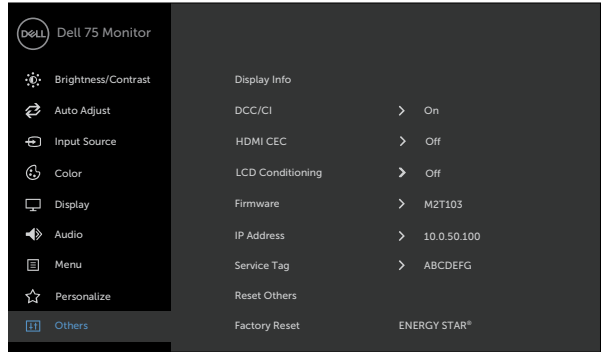 DELL Dell 75 Monitor
Brightness/Contrast
Display Info
Auto Adjust DCC/CI > On
Input Source HDMI CEC > Off
Color LCD Conditioning > Off
Display Firmware > M2T103
Audio IP Address > 10.0.50.100
Menu Service Tag > ABCDEFG
Personalize Reset Others
Others Factory Reset ENERGY STAR®